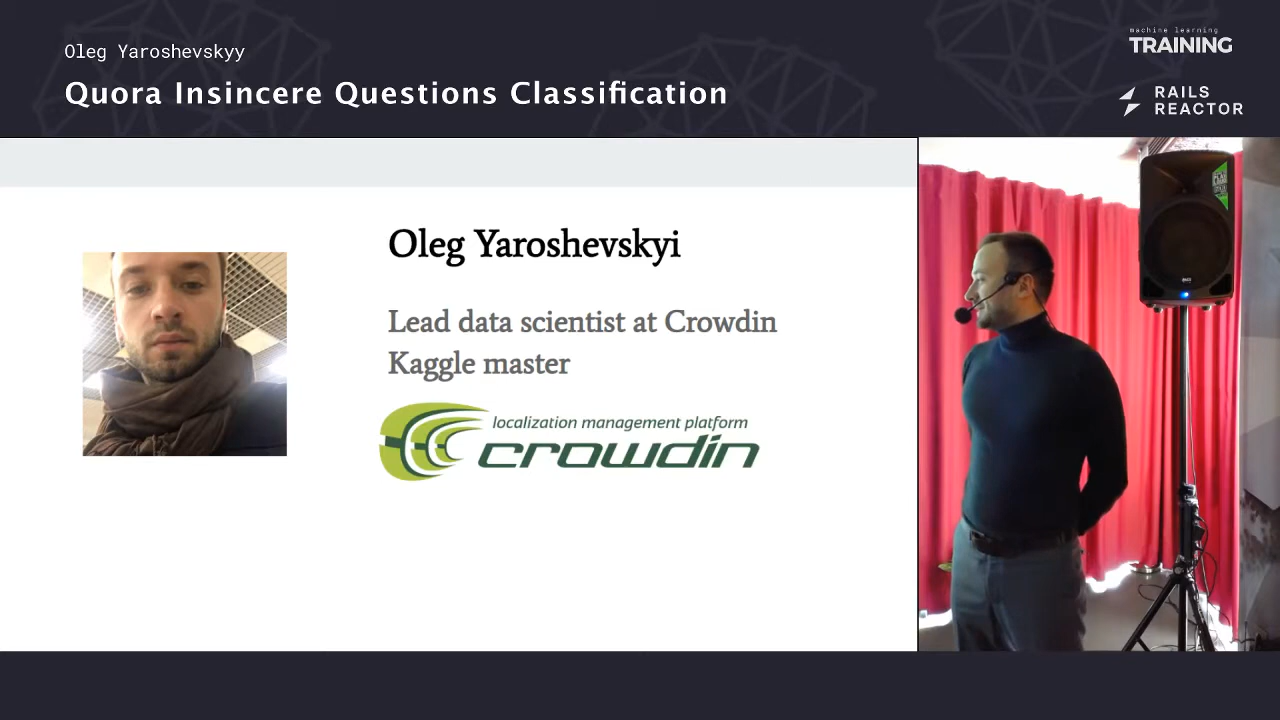 Oleg Yaroshevskyy
Quora Insincere Questions Classification
machine learning
TRAINING
RAILS
REACTOR
Oleg Yaroshevskyi
Lead data scientist at Crowdin
Kaggle master
localization management platform
crowdin